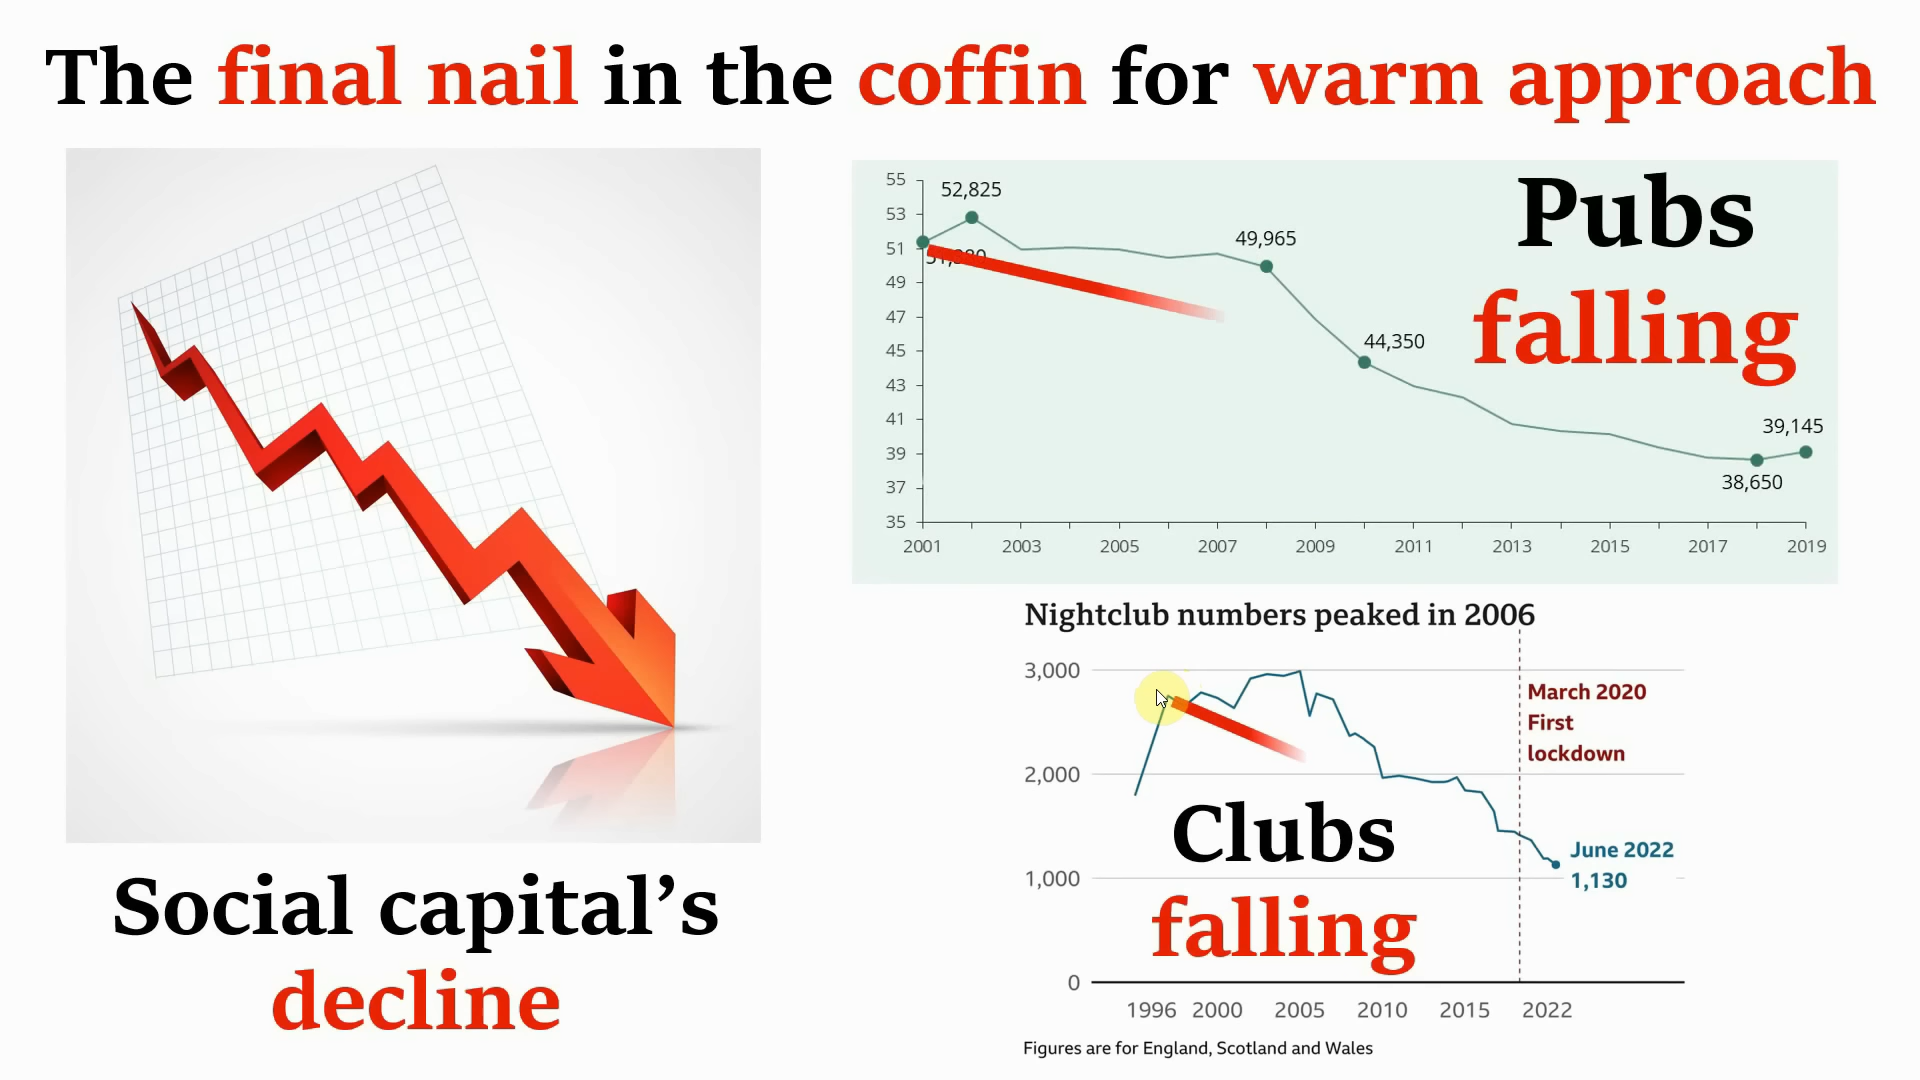 The final nail in the coffin for warm approach
Social capital’s
decline
Pubs
falling
55
53
51
49
47
45
43
41
39
37
35
52,825
49,965
44,350
39,145
38,650
2001 2003 2005 2007 2009 2011 2013 2015 2017 2019
Nightclub numbers peaked in 2006
3,000
2,000
1,000
0
March 2020
First
lockdown
June 2022
1,130
Clubs
falling
1996 2000 2005 2010 2015 2022
Figures are for England, Scotland and Wales